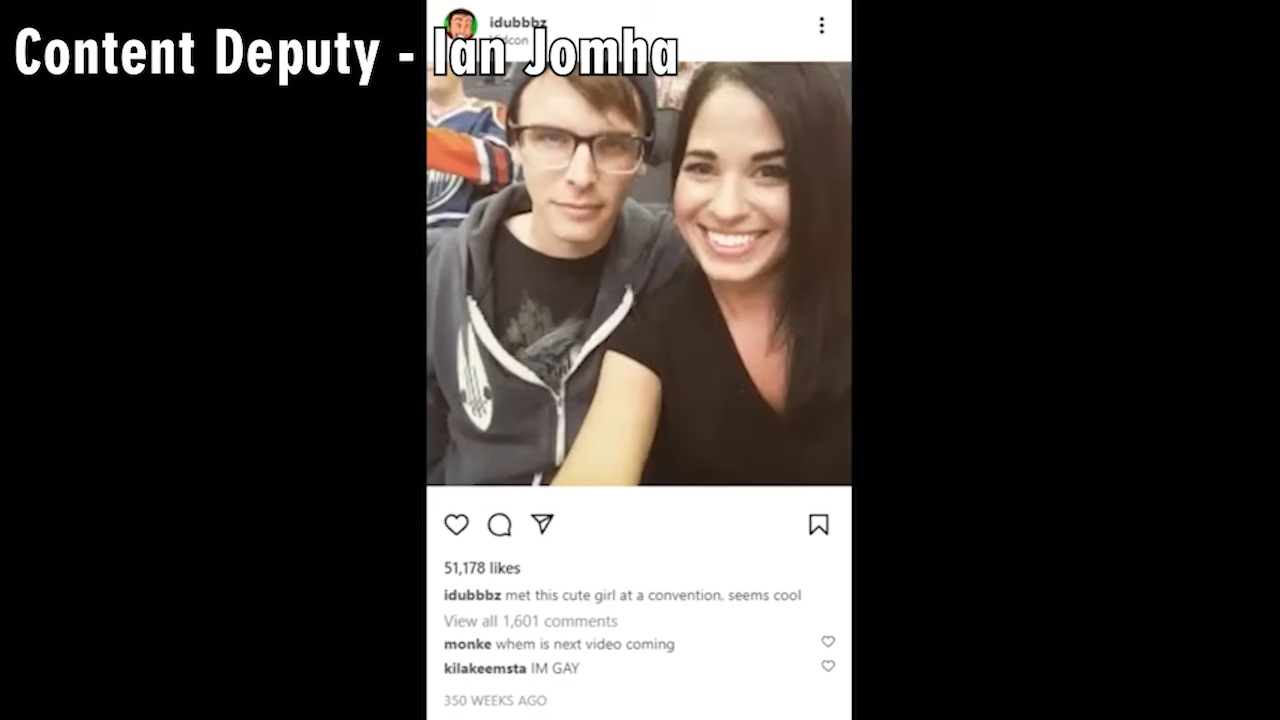 Content Deputy - Ian Jomha
idubbbz
Vidcon
51,178 likes
idubbbz met this cute girl at a convention, seems cool
View all 1,601 comments
monke whem is next video coming
kilakeemsta IM GAY
350 WEEKS AGO